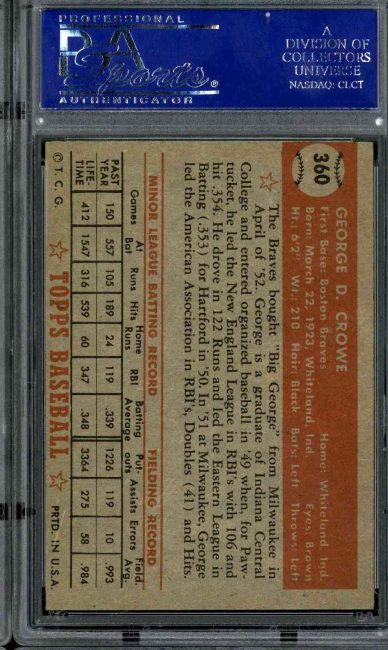 PROFESSIONAL
PSA
Sports
®
AUTHENTICATOR
A
DIVISION OF
COLLECTORS
UNIVERSE
NASDAQ: CLCT
360
GEORGE D. CROWE
First Base: Boston Braves Home: Whiteland, Ind.
Born: March 22, 1923, Whiteland, Ind. Eyes: Brown
Ht.: 6'2" Wt.: 210 Hair: Black Bats: Left Throws: Left
The Braves bought "Big George" from Milwaukee in
April of '52. George is a graduate of Indiana Central
College and entered organized baseball in '49 when, for Paw-
tucket, he led the New England League in RBI's with 106 and
hit .354. He drove in 122 Runs and led the Eastern League in
Batting (.353) for Hartford in '50. In '51 at Milwaukee, George
led the American Association in RBI's, Doubles (41) and Hits.
MINOR LEAGUE BATTING RECORD FIELDING RECORD
Games At Bat Runs Hits Home Runs RBI Batting Average Put-outs Assists Errors Field. Avg.
PAST YEAR 150 557 105 189 24 119 .339 1226 119 10 .993
LIFE-TIME 412 1547 316 539 60 347 .348 3364 275 58 .984
© T. C. G. TOPPS BASEBALL PRTD. IN U.S.A.